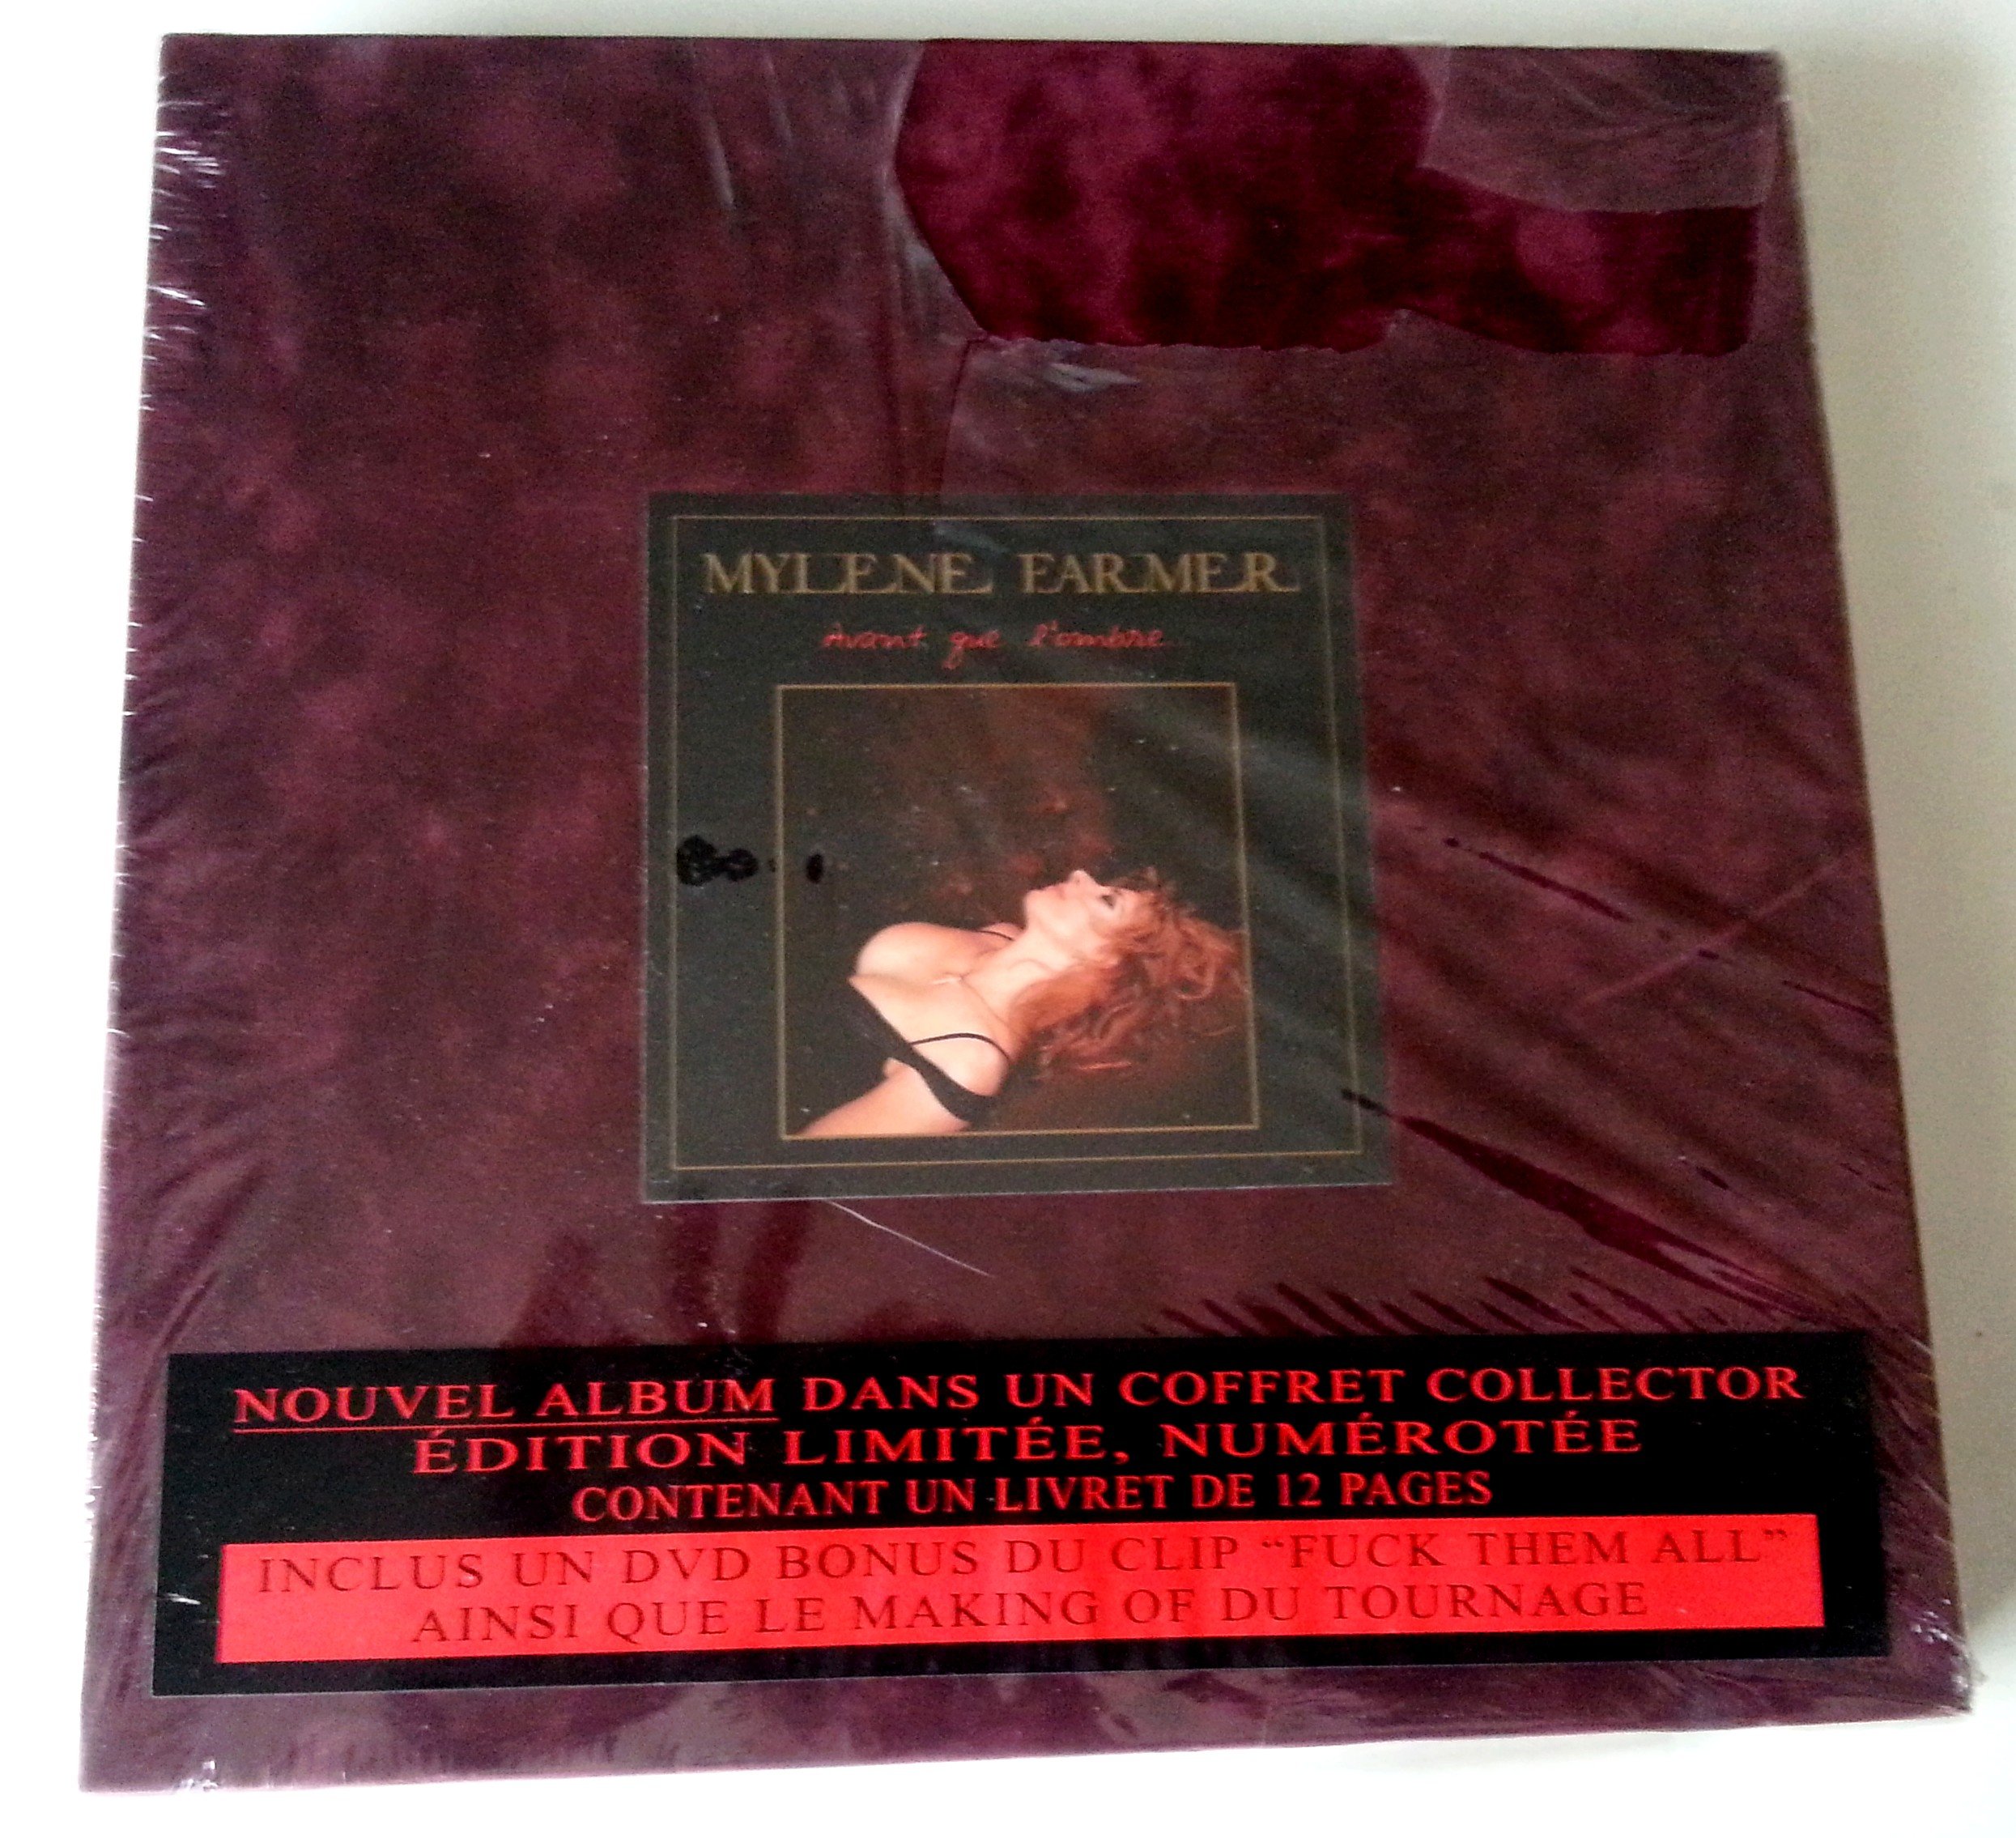 MYLENE FARMER
Avant que l'ombre...
NOUVEL ALBUM DANS UN COFFRET COLLECTOR
ÉDITION LIMITÉE, NUMÉROTÉE
CONTENANT UN LIVRET DE 12 PAGES
INCLUS UN DVD BONUS DU CLIP “FUCK THEM ALL”
AINSI QUE LE MAKING OF DU TOURNAGE